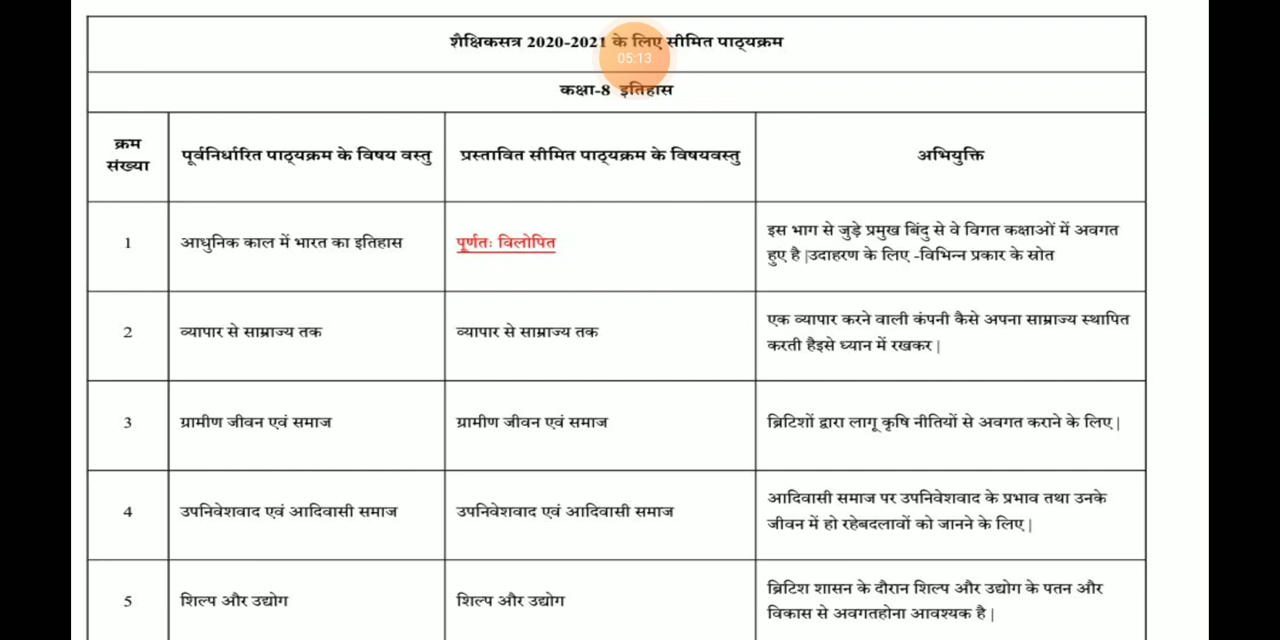 शैक्षिकसत्र 2020-2021 के लिए सीमित पाठ्यक्रम
05:13
कक्षा-8 इतिहास
क्रम
संख्या
पूर्वनिर्धारित पाठ्यक्रम के विषय वस्तु
प्रस्तावित सीमित पाठ्यक्रम के विषयवस्तु
अभियुक्ति
1
आधुनिक काल में भारत का इतिहास
पूर्णतः विलोपित
इस भाग से जुड़े प्रमुख बिंदु से वे विगत कक्षाओं में अवगत
हुए है |उदाहरण के लिए -विभिन्न प्रकार के स्रोत
2
व्यापार से साम्राज्य तक
व्यापार से साम्राज्य तक
एक व्यापार करने वाली कंपनी कैसे अपना साम्राज्य स्थापित
करती हैइसे ध्यान में रखकर |
3
ग्रामीण जीवन एवं समाज
ग्रामीण जीवन एवं समाज
ब्रिटिशों द्वारा लागू कृषि नीतियों से अवगत कराने के लिए |
4
उपनिवेशवाद एवं आदिवासी समाज
उपनिवेशवाद एवं आदिवासी समाज
आदिवासी समाज पर उपनिवेशवाद के प्रभाव तथा उनके
जीवन में हो रहेबदलावों को जानने के लिए |
5
शिल्प और उद्योग
शिल्प और उद्योग
ब्रिटिश शासन के दौरान शिल्प और उद्योग के पतन और
विकास से अवगतहोना आवश्यक है |